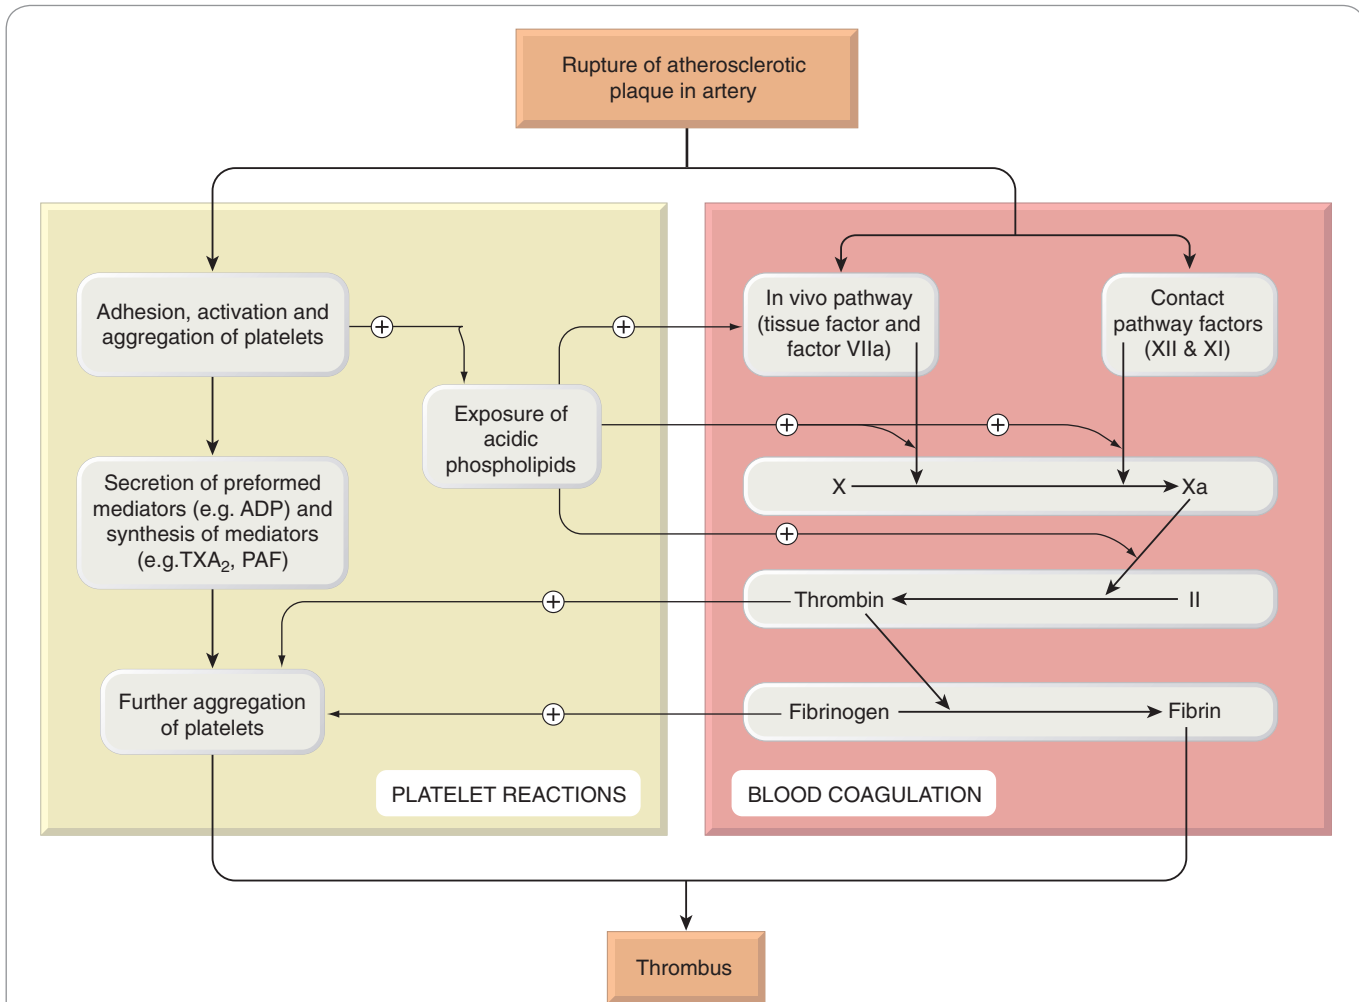 Rupture of atherosclerotic
plaque in artery
Adhesion, activation and
aggregation of platelets
+
+
In vivo pathway
(tissue factor and
factor VIIa)
Contact
pathway factors
(XII & XI)
Exposure of
acidic
phospholipids
+
+
Secretion of preformed
mediators (e.g. ADP) and
synthesis of mediators
(e.g.TXA₂, PAF)
X
Xa
+
+
Thrombin
II
Further aggregation
of platelets
+
Fibrinogen
Fibrin
PLATELET REACTIONS
BLOOD COAGULATION
Thrombus